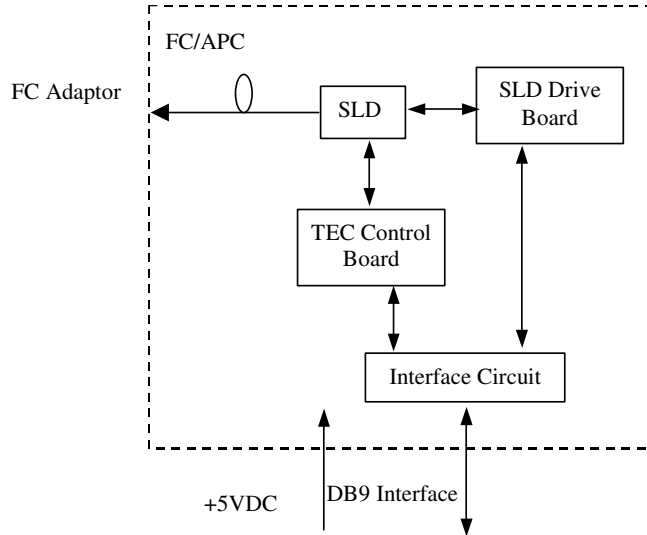 FC/APC
FC Adaptor
SLD
SLD Drive
Board
TEC Control
Board
Interface Circuit
+5VDC
DB9 Interface